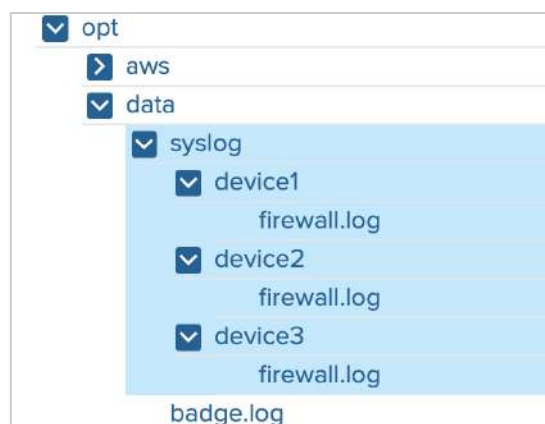 opt
aws
data
syslog
device1
firewall.log
device2
firewall.log
device3
firewall.log
badge.log